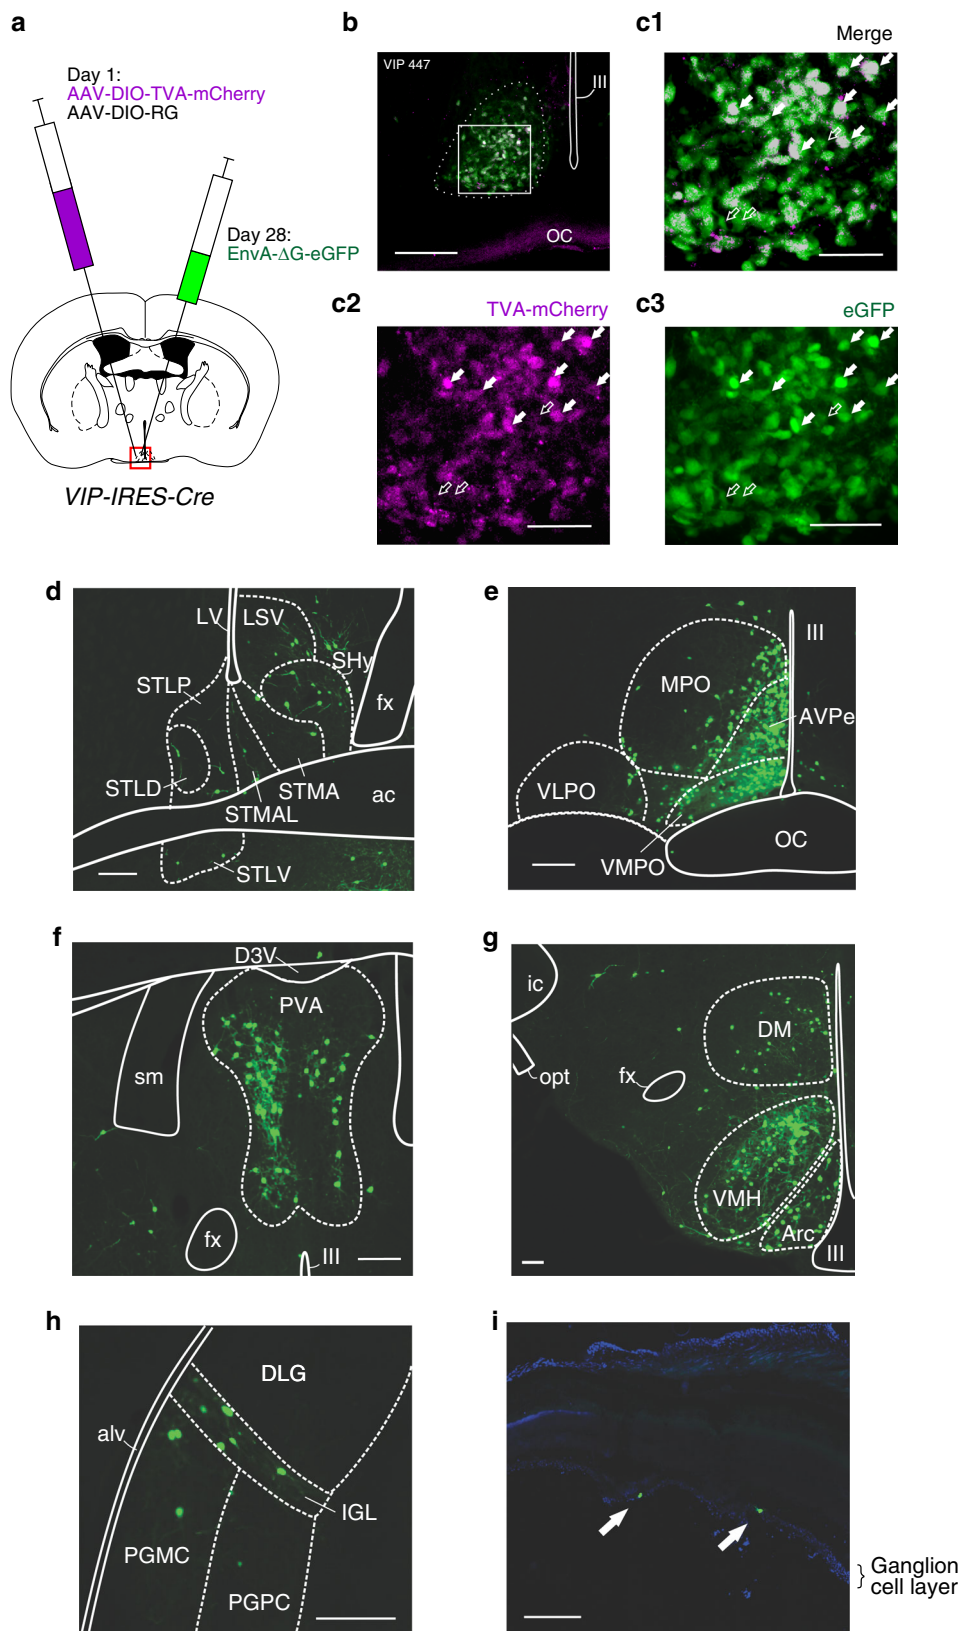 a
Day 1:
AAV-DIO-TVA-mCherry
AAV-DIO-RG
Day 28:
EnvA-ΔG-eGFP
VIP-IRES-Cre
b
VIP 447
III
OC
c1
Merge
c2
TVA-mCherry
c3
eGFP
d
LV
LSV
SHy
STLP
fx
STLD
STMA
ac
STMAL
STLV
e
III
MPO
AVPe
VLPO
VMPO
OC
f
D3V
PVA
sm
fx
III
g
ic
DM
opt
fx
VMH
Arc
III
h
DLG
alv
IGL
PGMC
PGPC
i
Ganglion
cell layer